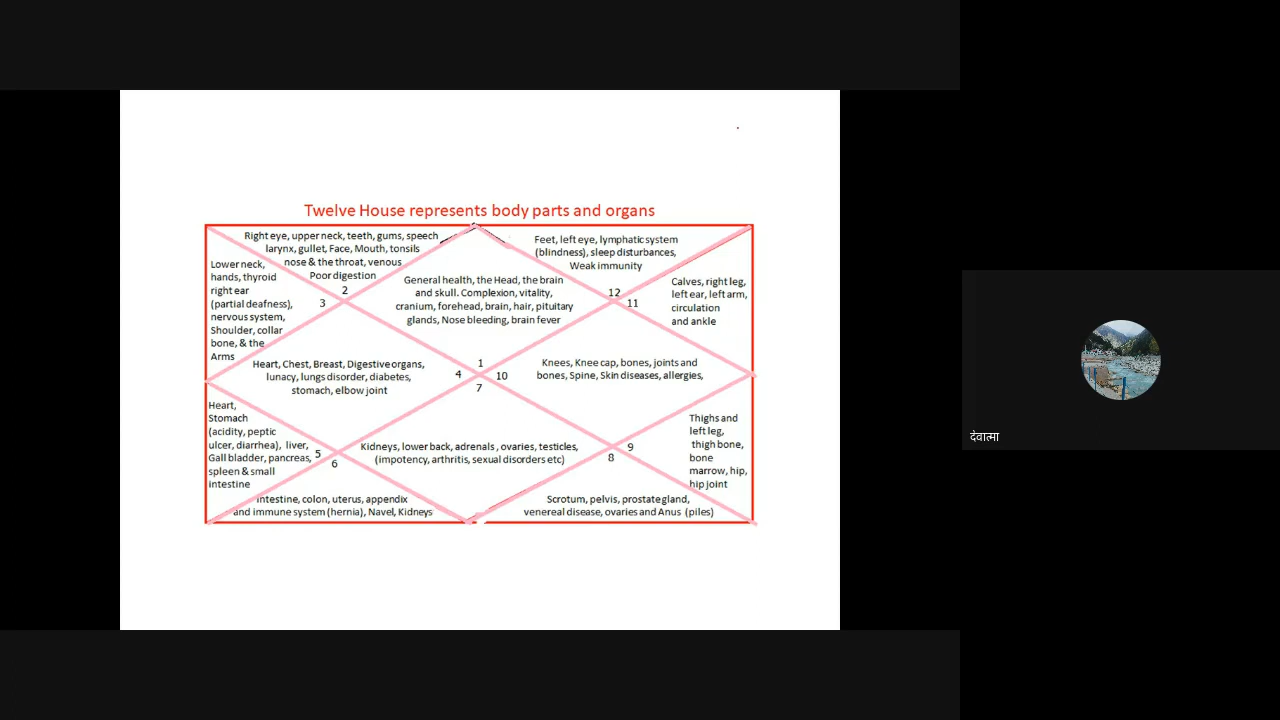 Twelve House represents body parts and organs
Right eye, upper neck, teeth, gums, speech
larynx, gullet, Face, Mouth, tonsils
nose & the throat, venous
Poor digestion
2
Feet, left eye, lymphatic system
(blindness), sleep disturbances,
Weak immunity
12
Lower neck,
hands, thyroid
right ear
(partial deafness),
nervous system,
Shoulder, collar
bone, & the
Arms
3
General health, the Head, the brain
and skull. Complexion, vitality,
cranium, forehead, brain, hair, pituitary
glands, Nose bleeding, brain fever
1
Calves, right leg,
left ear, left arm,
circulation
and ankle
11
Heart, Chest, Breast, Digestive organs,
lunacy, lungs disorder, diabetes,
stomach, elbow joint
4
Knees, Knee cap, bones, joints and
bones, Spine, Skin diseases, allergies,
10
7
Heart,
Stomach
(acidity, peptic
ulcer, diarrhea), liver,
Gall bladder, pancreas,
spleen & small
intestine
5
Kidneys, lower back, adrenals , ovaries, testicles,
(impotency, arthritis, sexual disorders etc)
Thighs and
left leg,
thigh bone,
bone
marrow, hip,
hip joint
9
6
8
Intestine, colon, uterus, appendix
and immune system (hernia), Navel, Kidneys
Scrotum, pelvis, prostate gland,
venereal disease, ovaries and Anus (piles)
देवात्मा